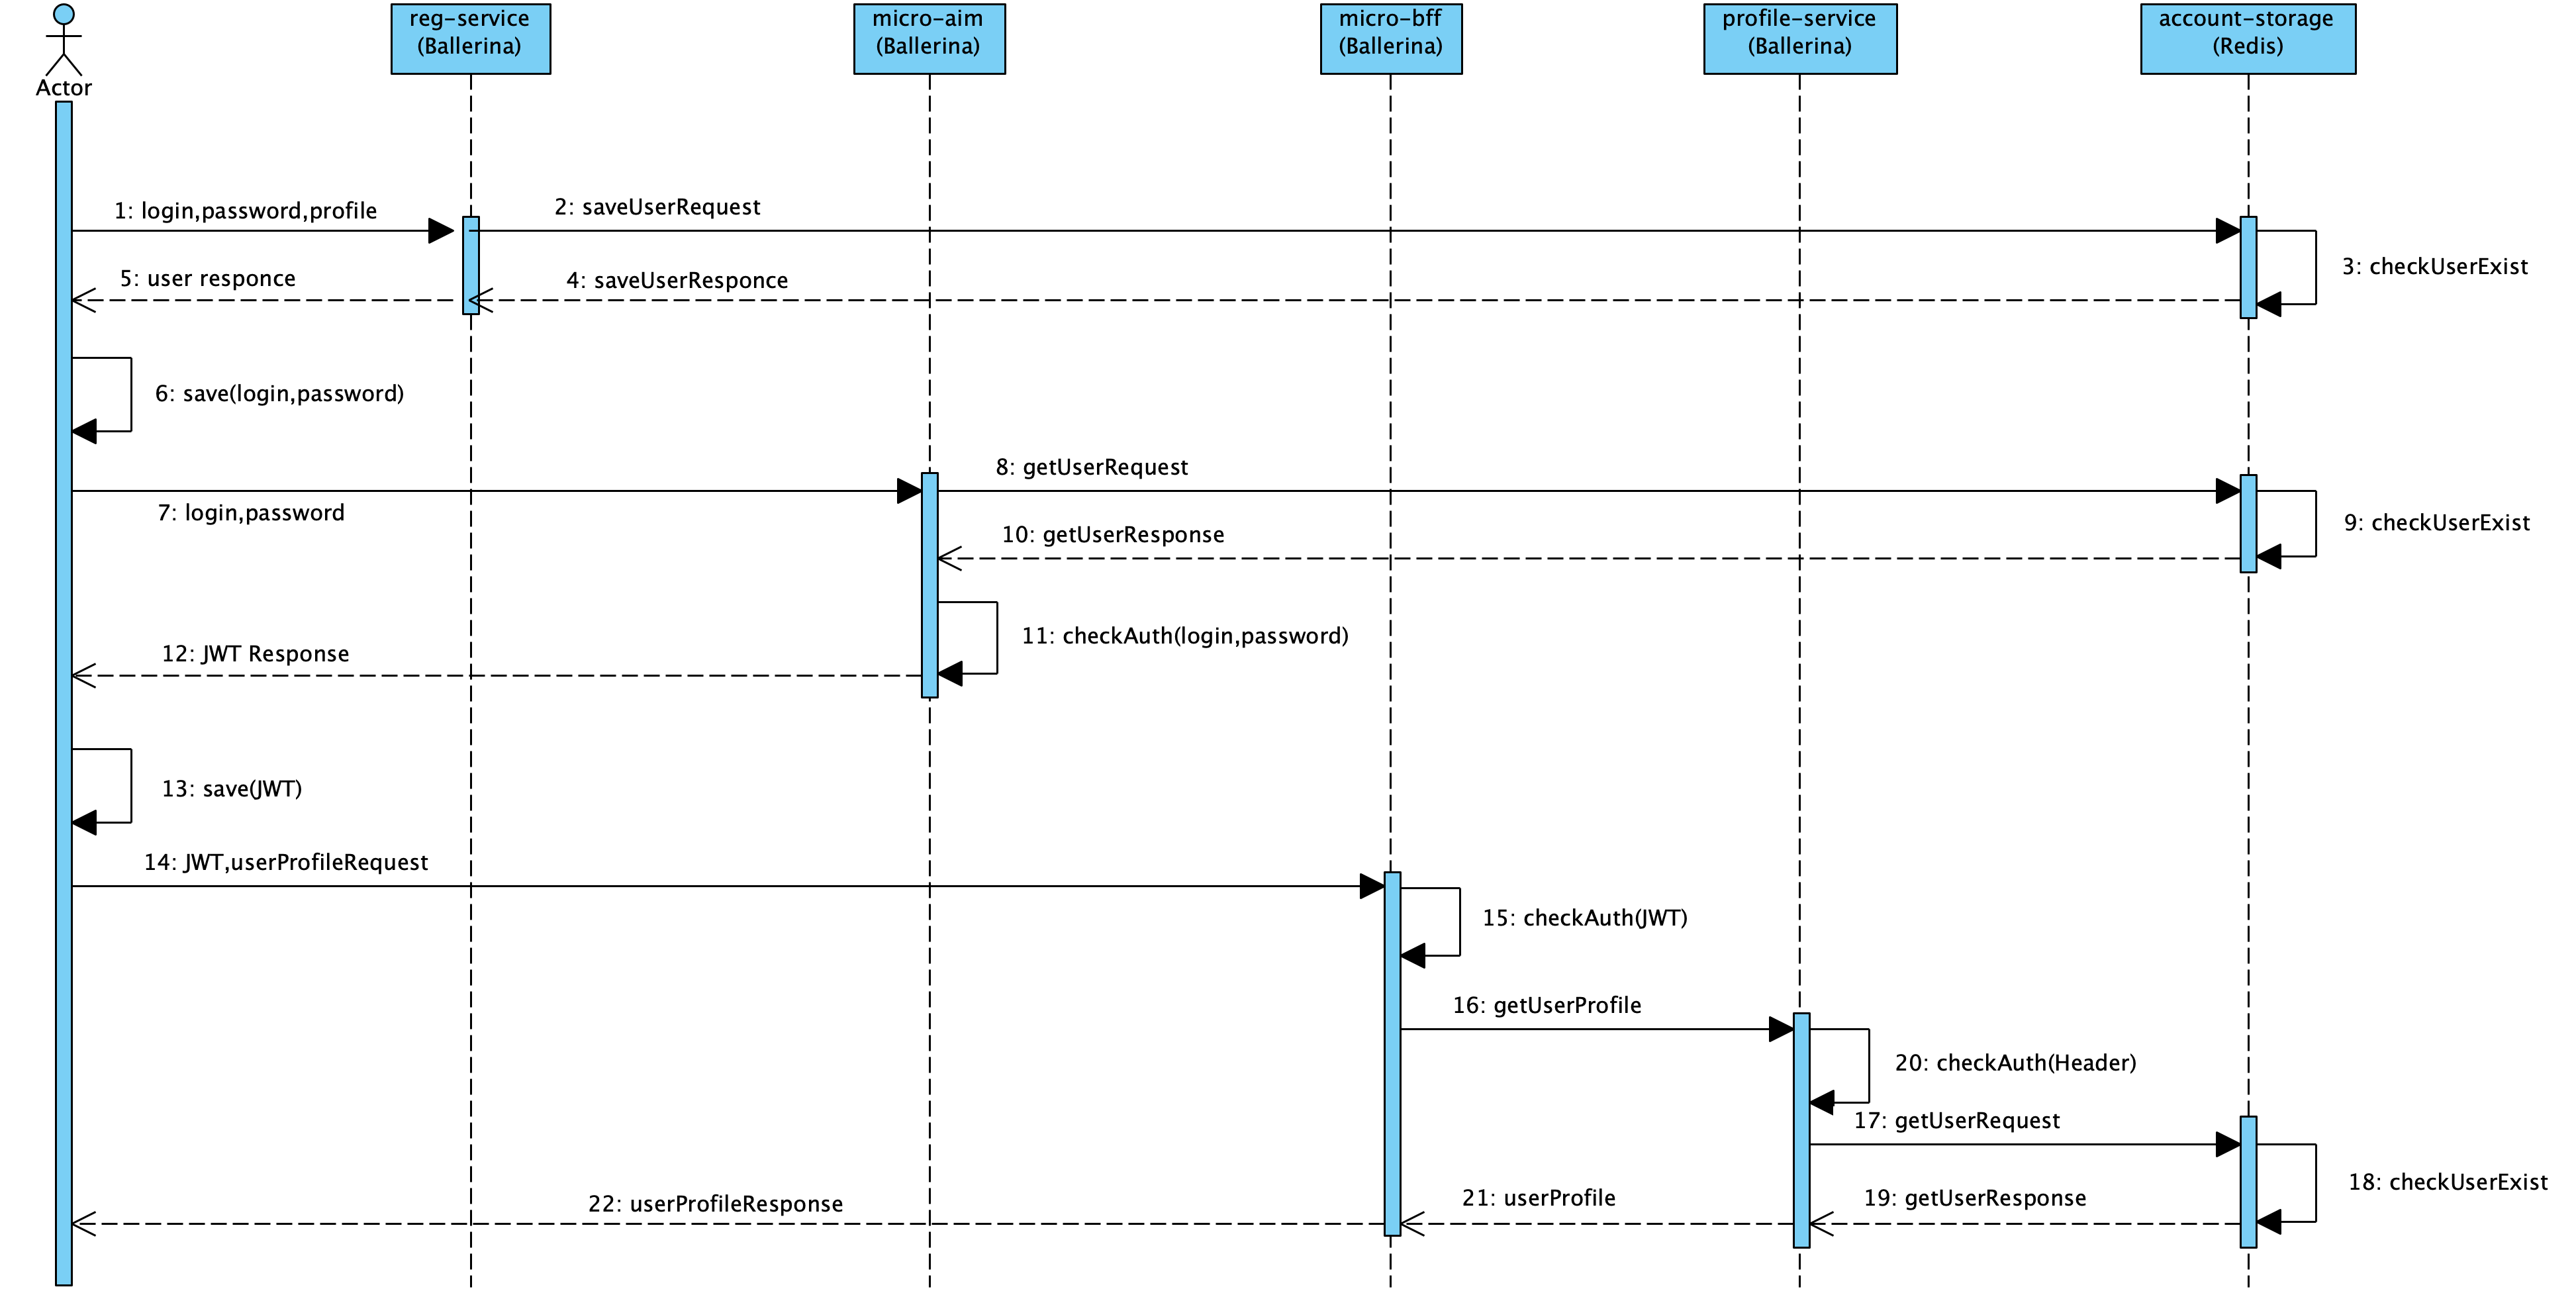 reg-service
(Ballerina)
micro-aim
(Ballerina)
micro-bff
(Ballerina)
profile-service
(Ballerina)
account-storage
(Redis)
Actor
1: login,password,profile
2: saveUserRequest
3: checkUserExist
5: user responce
4: saveUserResponce
6: save(login,password)
8: getUserRequest
7: login,password
9: checkUserExist
10: getUserResponse
11: checkAuth(login,password)
12: JWT Response
13: save(JWT)
14: JWT,userProfileRequest
15: checkAuth(JWT)
16: getUserProfile
20: checkAuth(Header)
17: getUserRequest
18: checkUserExist
22: userProfileResponse
21: userProfile
19: getUserResponse